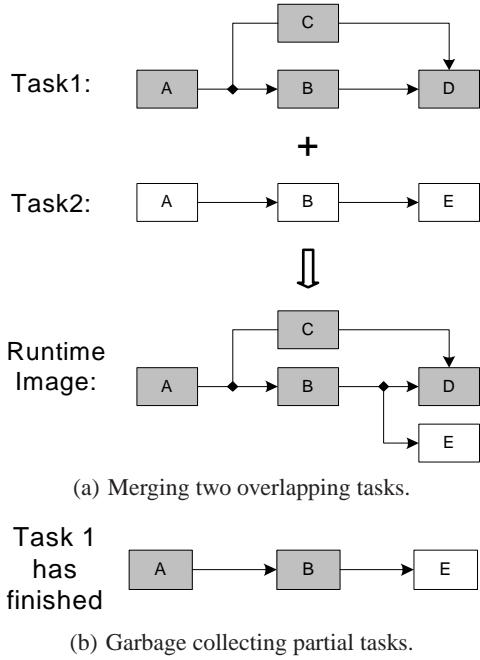 C
Task1:
A
B
D
+
Task2:
A
B
E
C
Runtime
Image:
A
B
D
E
(a) Merging two overlapping tasks.
Task 1
has
finished
A
B
E
(b) Garbage collecting partial tasks.